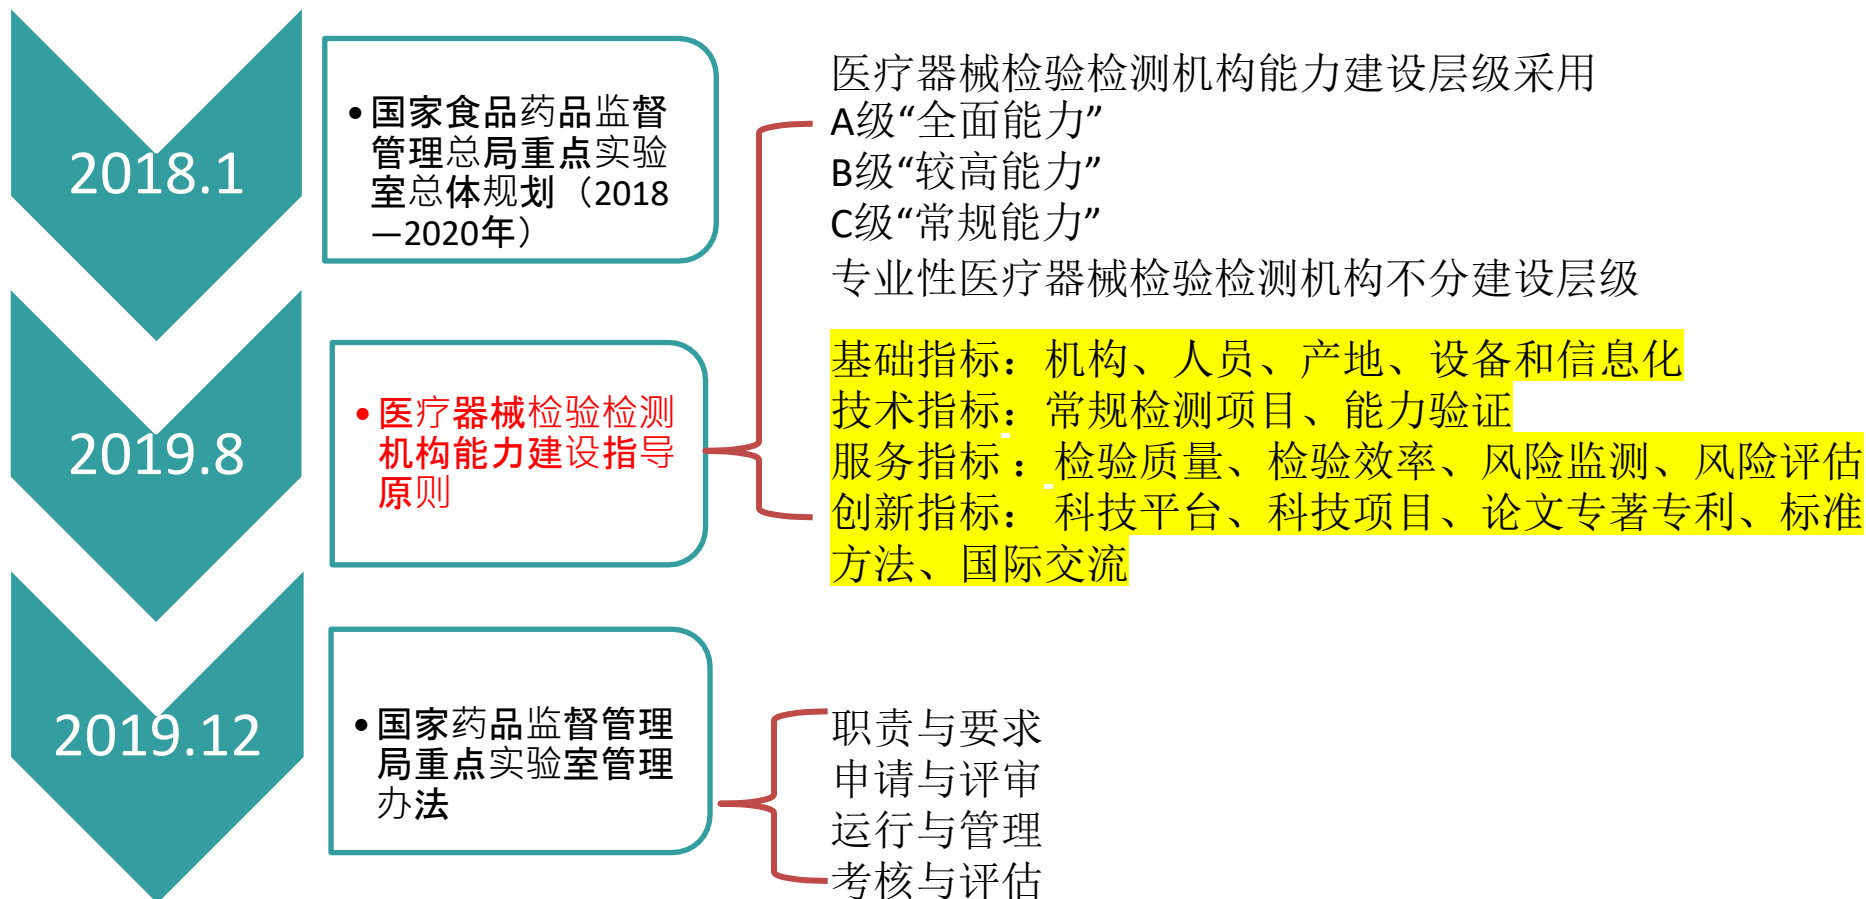 2018.1
•国家食品药品监督
管理总局重点实验
室总体规划（2018
—2020年）
医疗器械检验检测机构能力建设层级采用
A级“全面能力”
B级“较高能力”
C级“常规能力”
专业性医疗器械检验检测机构不分建设层级
2019.8
•医疗器械检验检测
机构能力建设指导
原则
基础指标：机构、人员、产地、设备和信息化
技术指标：常规检测项目、能力验证
服务指标：检验质量、检验效率、风险监测、风险评估
创新指标： 科技平台、科技项目、论文专著专利、标准
方法、国际交流
2019.12
•国家药品监督管理
局重点实验室管理
办法
职责与要求
申请与评审
运行与管理
考核与评估